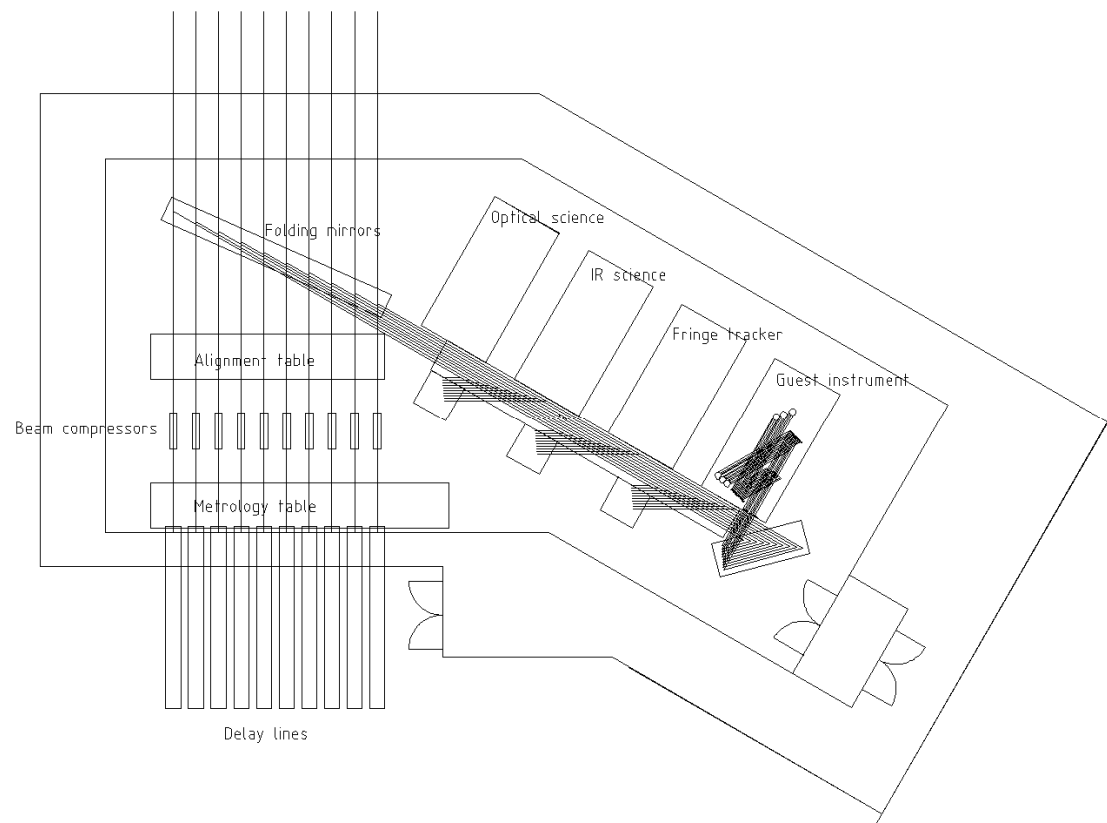 Optical science
Folding mirrors
IR science
Fringe tracker
Alignment table
Guest instrument
Beam compressors
Metrology table
Delay lines